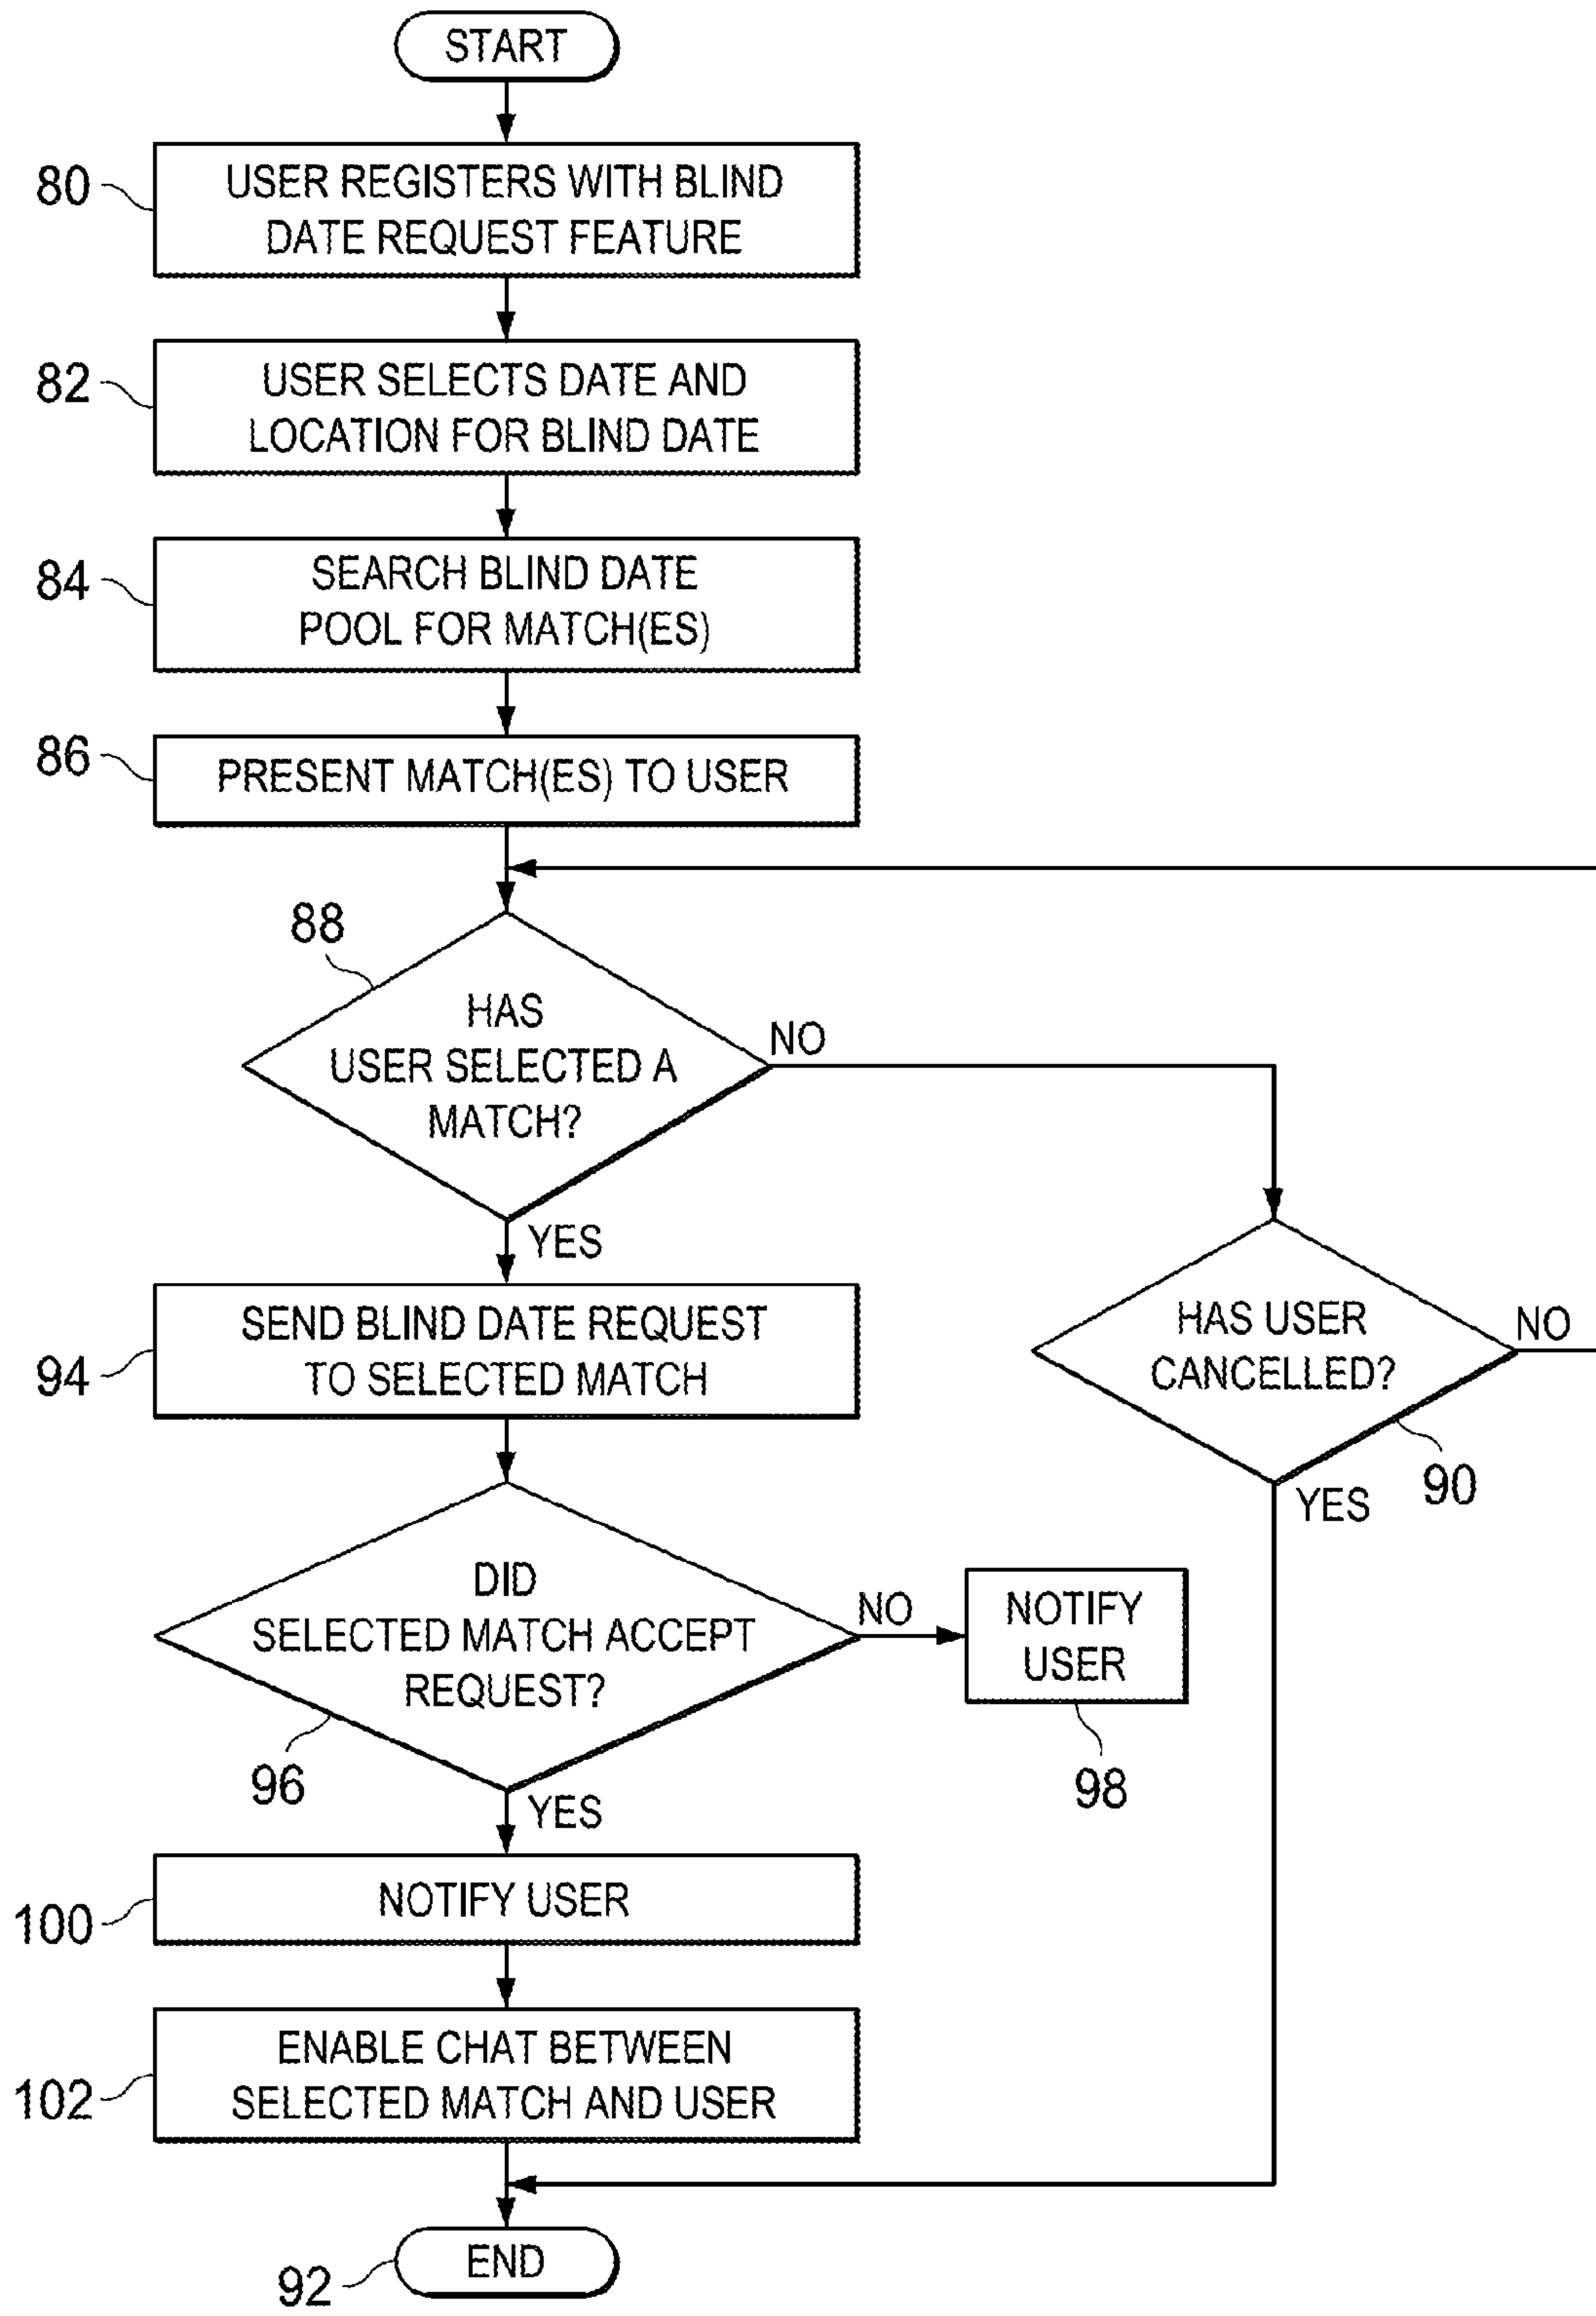 START
80
USER REGISTERS WITH BLIND
DATE REQUEST FEATURE
82
USER SELECTS DATE AND
LOCATION FOR BLIND DATE
84
SEARCH BLIND DATE
POOL FOR MATCH(ES)
86
PRESENT MATCH(ES) TO USER
88
HAS
USER SELECTED A
MATCH?
NO
YES
HAS USER
CANCELLED?
NO
90
YES
94
SEND BLIND DATE REQUEST
TO SELECTED MATCH
DID
SELECTED MATCH ACCEPT
REQUEST?
96
NO
NOTIFY
USER
98
YES
100
NOTIFY USER
102
ENABLE CHAT BETWEEN
SELECTED MATCH AND USER
92
END